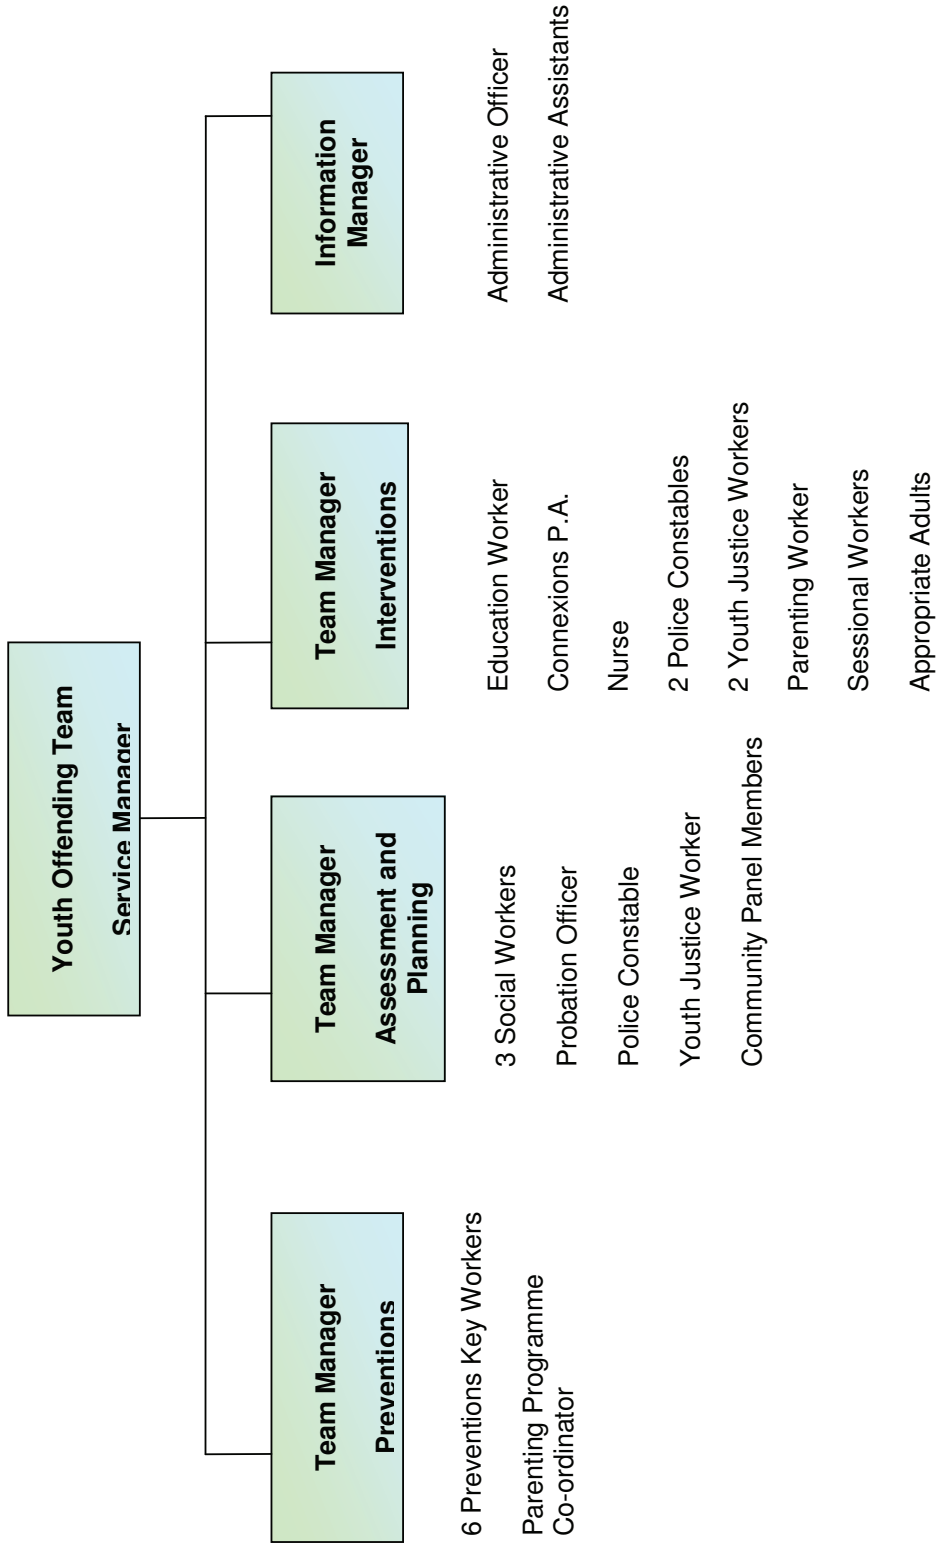 Youth Offending Team
Service Manager
Team Manager
Preventions
6 Preventions Key Workers
Parenting Programme
Co-ordinator
Team Manager
Assessment and
Planning
3 Social Workers
Probation Officer
Police Constable
Youth Justice Worker
Community Panel Members
Team Manager
Interventions
Education Worker
Connexions P.A.
Nurse
2 Police Constables
2 Youth Justice Workers
Parenting Worker
Sessional Workers
Appropriate Adults
Information
Manager
Administrative Officer
Administrative Assistants